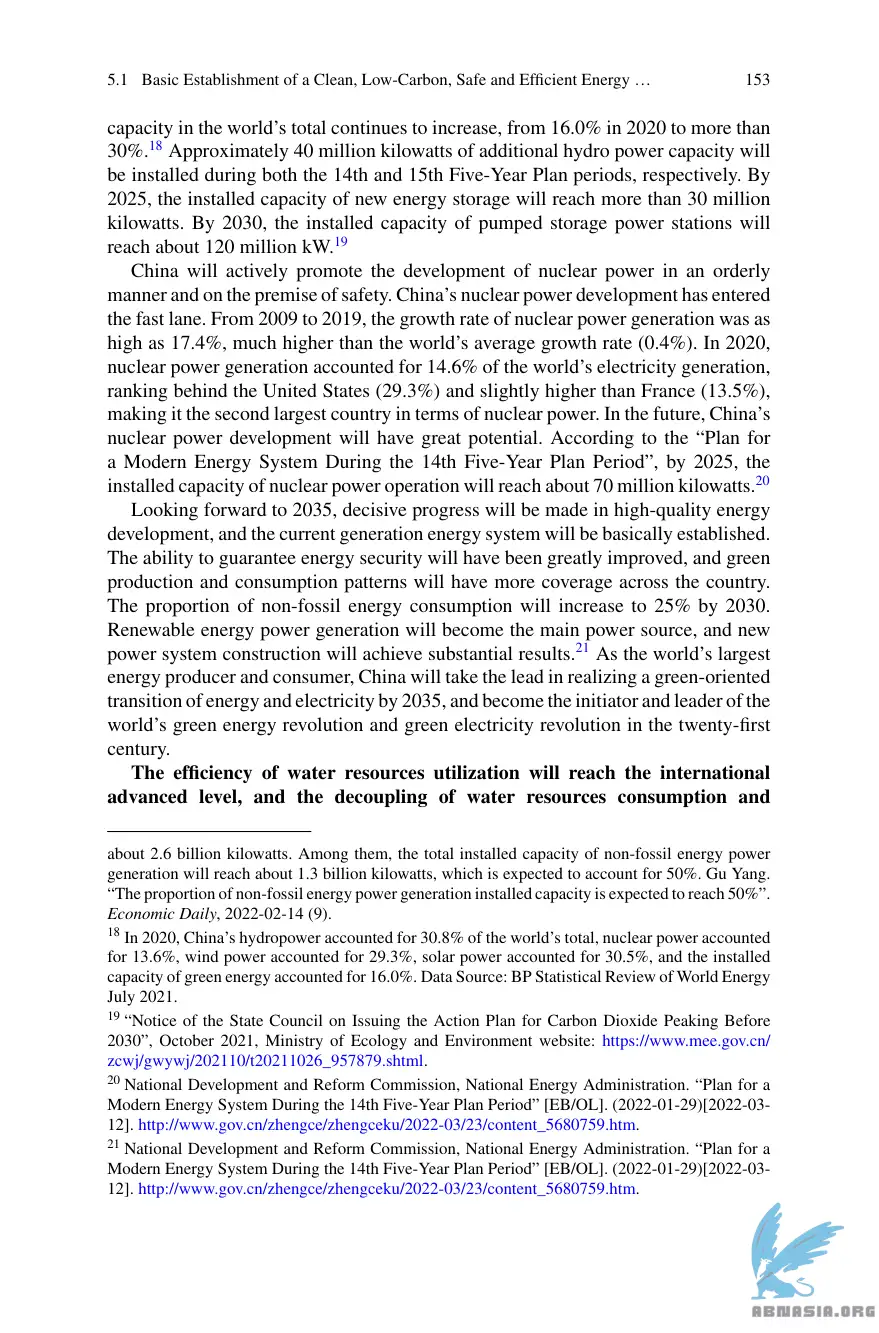 5.1 Basic Establishment of a Clean, Low-Carbon, Safe and Efficient Energy … 153
capacity in the world’s total continues to increase, from 16.0% in 2020 to more than
30%.18 Approximately 40 million kilowatts of additional hydro power capacity will
be installed during both the 14th and 15th Five-Year Plan periods, respectively. By
2025, the installed capacity of new energy storage will reach more than 30 million
kilowatts. By 2030, the installed capacity of pumped storage power stations will
reach about 120 million kW.19
China will actively promote the development of nuclear power in an orderly
manner and on the premise of safety. China’s nuclear power development has entered
the fast lane. From 2009 to 2019, the growth rate of nuclear power generation was as
high as 17.4%, much higher than the world’s average growth rate (0.4%). In 2020,
nuclear power generation accounted for 14.6% of the world’s electricity generation,
ranking behind the United States (29.3%) and slightly higher than France (13.5%),
making it the second largest country in terms of nuclear power. In the future, China’s
nuclear power development will have great potential. According to the “Plan for
a Modern Energy System During the 14th Five-Year Plan Period”, by 2025, the
installed capacity of nuclear power operation will reach about 70 million kilowatts.20
Looking forward to 2035, decisive progress will be made in high-quality energy
development, and the current generation energy system will be basically established.
The ability to guarantee energy security will have been greatly improved, and green
production and consumption patterns will have more coverage across the country.
The proportion of non-fossil energy consumption will increase to 25% by 2030.
Renewable energy power generation will become the main power source, and new
power system construction will achieve substantial results.21 As the world’s largest
energy producer and consumer, China will take the lead in realizing a green-oriented
transition of energy and electricity by 2035, and become the initiator and leader of the
world’s green energy revolution and green electricity revolution in the twenty-first
century.
The efficiency of water resources utilization will reach the international
advanced level, and the decoupling of water resources consumption and
about 2.6 billion kilowatts. Among them, the total installed capacity of non-fossil energy power
generation will reach about 1.3 billion kilowatts, which is expected to account for 50%. Gu Yang.
“The proportion of non-fossil energy power generation installed capacity is expected to reach 50%”.
Economic Daily, 2022-02-14 (9).
18 In 2020, China’s hydropower accounted for 30.8% of the world’s total, nuclear power accounted
for 13.6%, wind power accounted for 29.3%, solar power accounted for 30.5%, and the installed
capacity of green energy accounted for 16.0%. Data Source: BP Statistical Review of World Energy
July 2021.
19 “Notice of the State Council on Issuing the Action Plan for Carbon Dioxide Peaking Before
2030”, October 2021, Ministry of Ecology and Environment website: https://www.mee.gov.cn/
zcwj/gwywj/202110/t20211026_957879.shtml.
20 National Development and Reform Commission, National Energy Administration. “Plan for a
Modern Energy System During the 14th Five-Year Plan Period” [EB/OL]. (2022-01-29)[2022-03-
12]. http://www.gov.cn/zhengce/zhengceku/2022-03/23/content_5680759.htm.
21 National Development and Reform Commission, National Energy Administration. “Plan for a
Modern Energy System During the 14th Five-Year Plan Period” [EB/OL]. (2022-01-29)[2022-03-
12]. http://www.gov.cn/zhengce/zhengceku/2022-03/23/content_5680759.htm.
ABNASIA.ORG